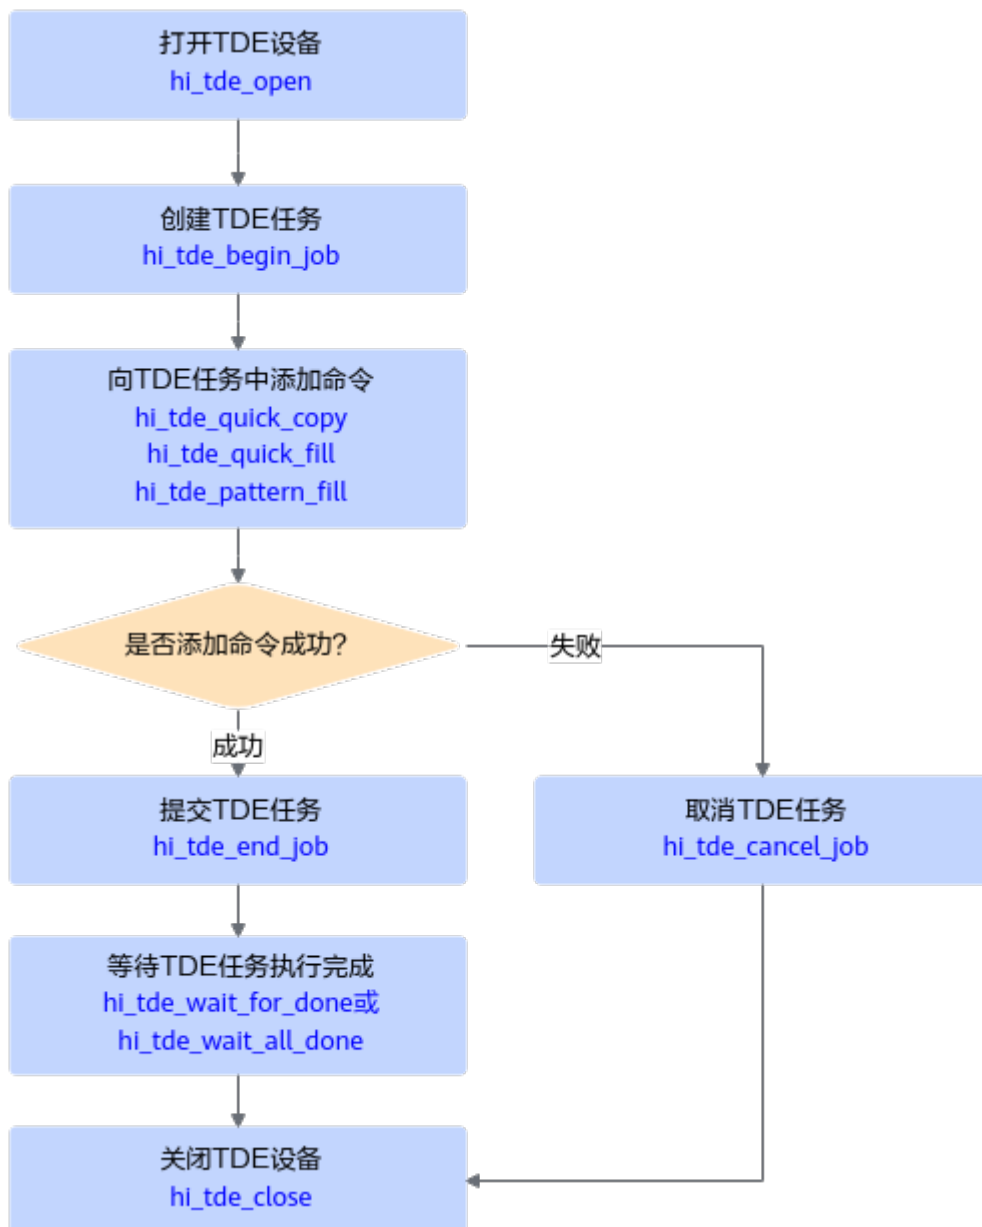 打开TDE设备
hi_tde_open
创建TDE任务
hi_tde_begin_job
向TDE任务中添加命令
hi_tde_quick_copy
hi_tde_quick_fill
hi_tde_pattern_fill
是否添加命令成功?
失败
成功
提交TDE任务
hi_tde_end_job
取消TDE任务
hi_tde_cancel_job
等待TDE任务执行完成
hi_tde_wait_for_done或
hi_tde_wait_all_done
关闭TDE设备
hi_tde_close